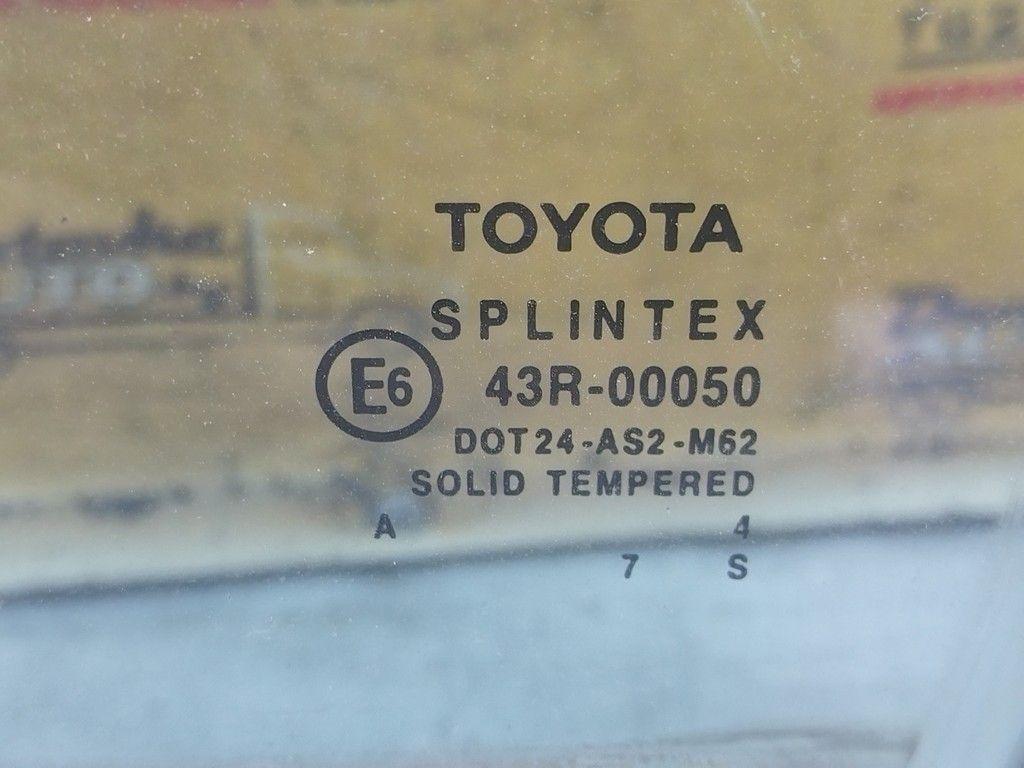 TOYOTA
SPLINTEX
E6 43R-00050
DOT24-AS2-M62
SOLID TEMPERED
A 4
7 S